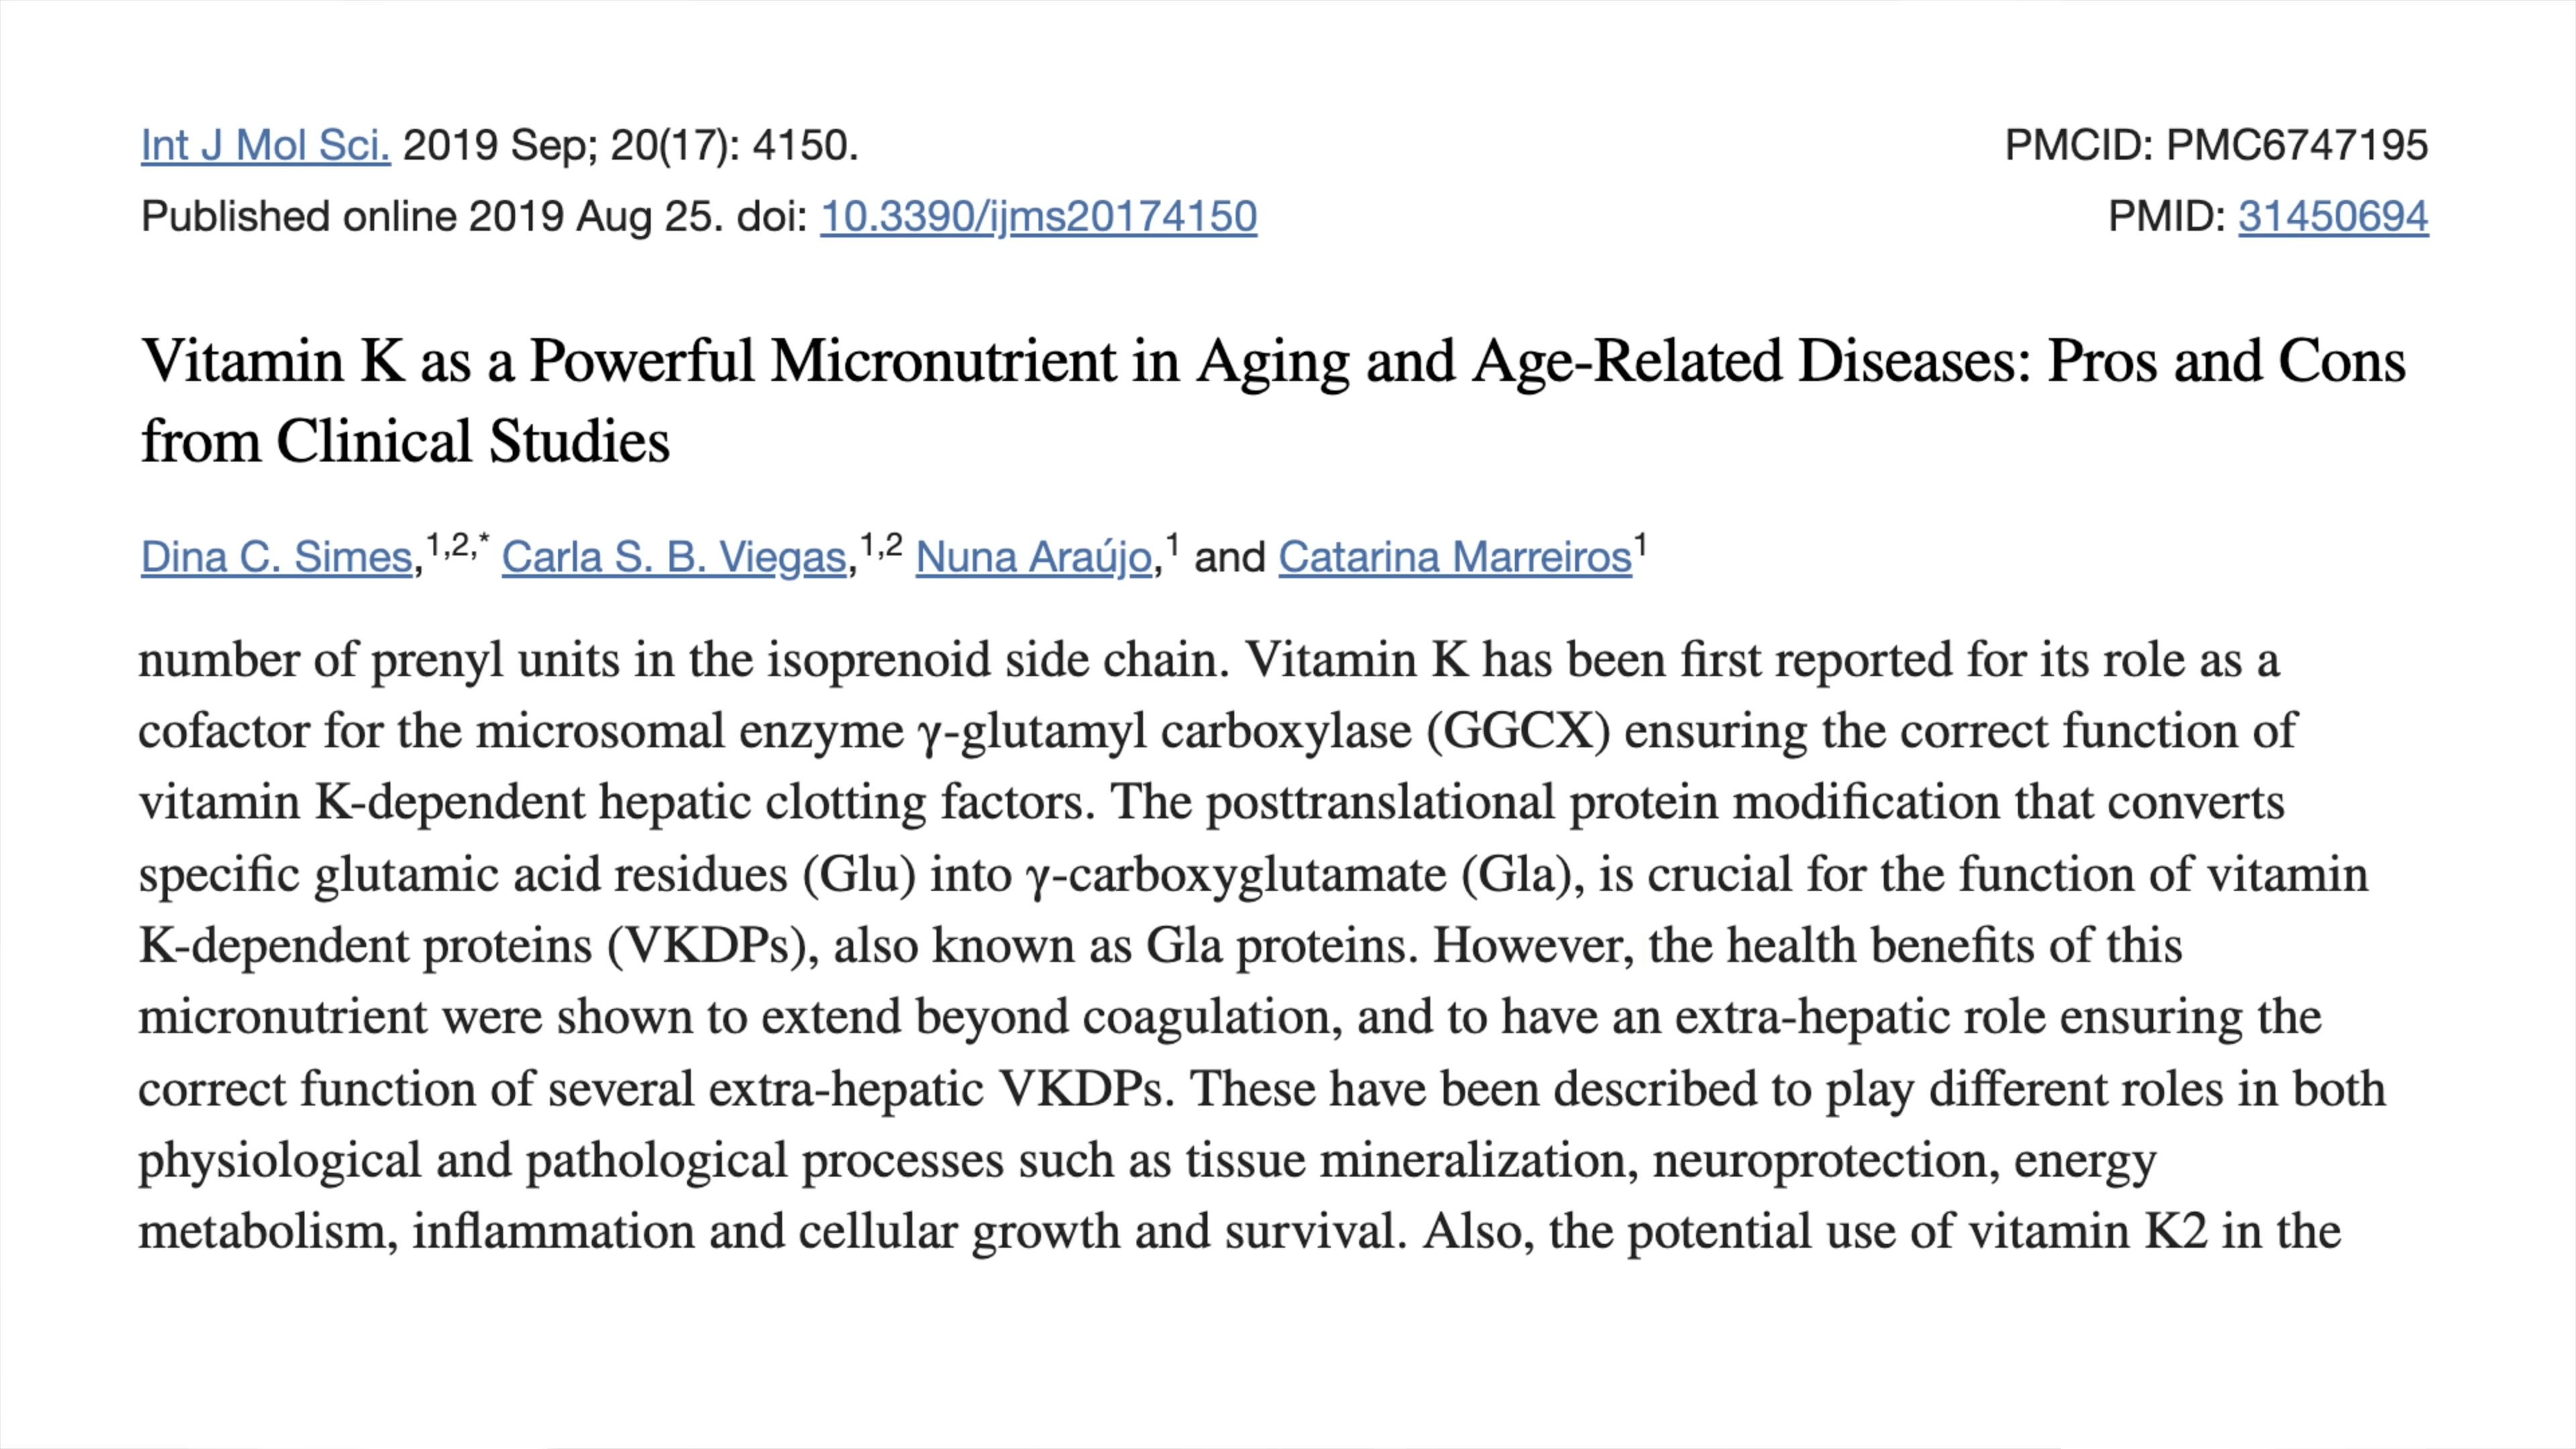 Int J Mol Sci. 2019 Sep; 20(17): 4150. PMCID: PMC6747195
Published online 2019 Aug 25. doi: 10.3390/ijms20174150 PMID: 31450694
Vitamin K as a Powerful Micronutrient in Aging and Age-Related Diseases: Pros and Cons
from Clinical Studies
Dina C. Simes,1,2,* Carla S. B. Viegas,1,2 Nuna Araújo,1 and Catarina Marreiros1
number of prenyl units in the isoprenoid side chain. Vitamin K has been first reported for its role as a
cofactor for the microsomal enzyme γ-glutamyl carboxylase (GGCX) ensuring the correct function of
vitamin K-dependent hepatic clotting factors. The posttranslational protein modification that converts
specific glutamic acid residues (Glu) into γ-carboxyglutamate (Gla), is crucial for the function of vitamin
K-dependent proteins (VKDPs), also known as Gla proteins. However, the health benefits of this
micronutrient were shown to extend beyond coagulation, and to have an extra-hepatic role ensuring the
correct function of several extra-hepatic VKDPs. These have been described to play different roles in both
physiological and pathological processes such as tissue mineralization, neuroprotection, energy
metabolism, inflammation and cellular growth and survival. Also, the potential use of vitamin K2 in the